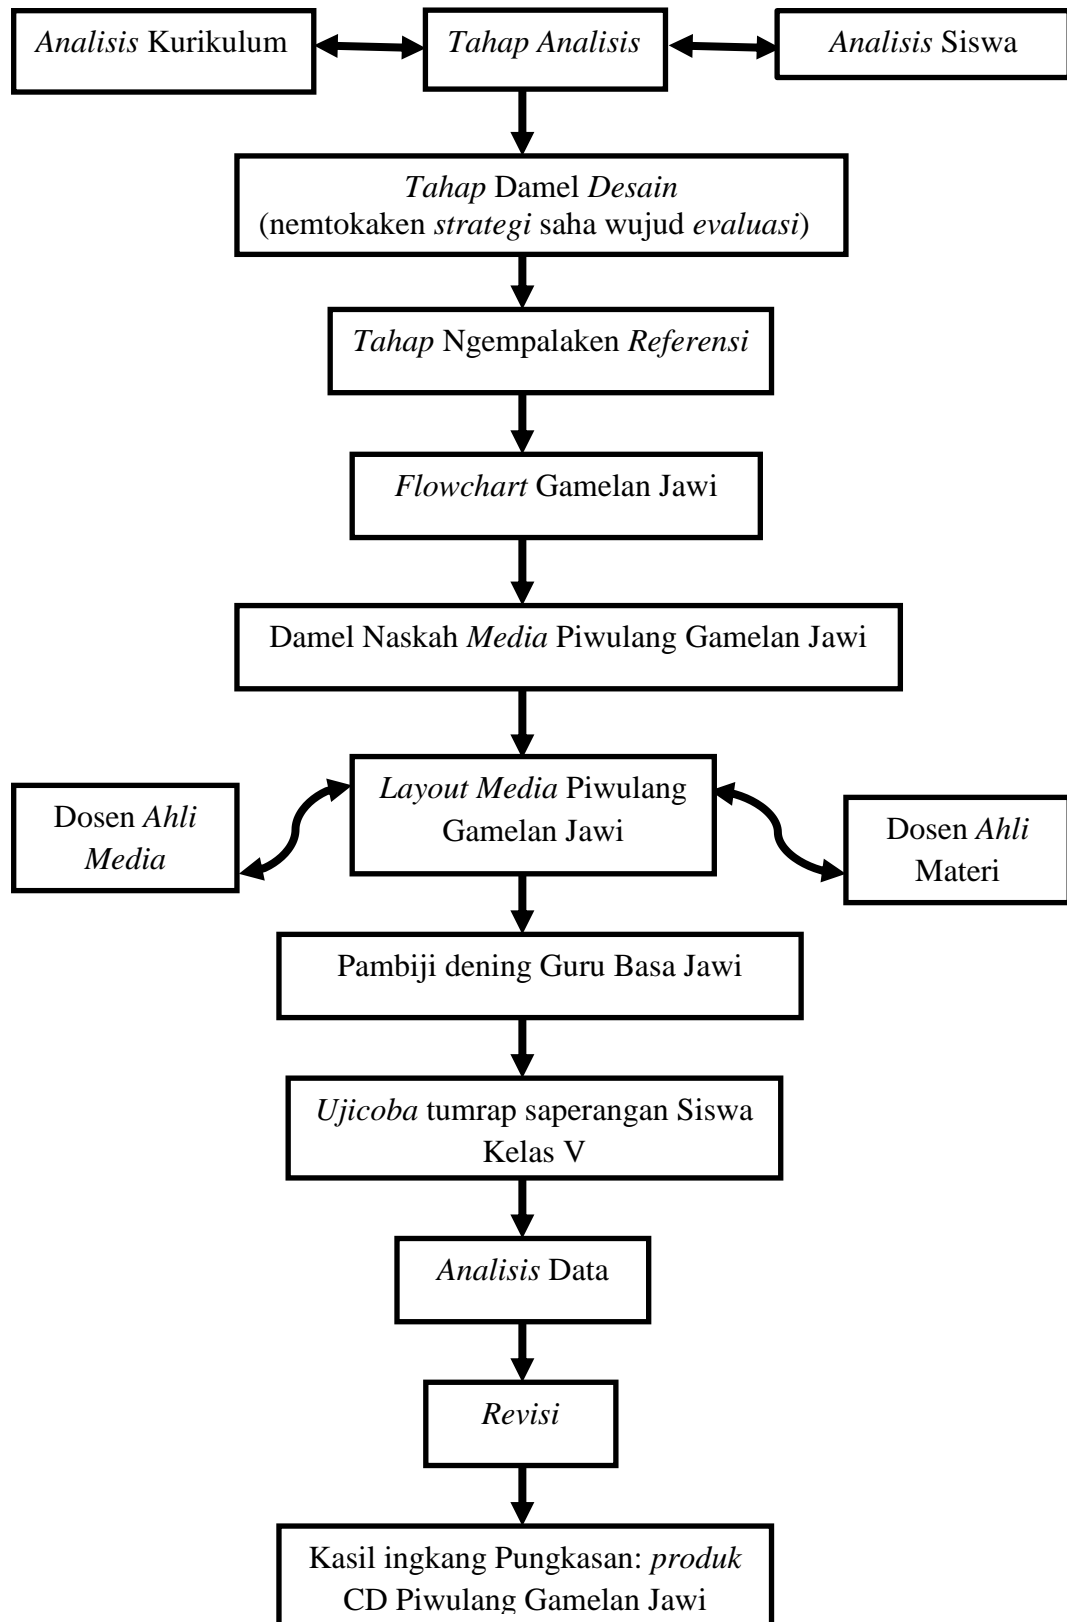 Analisis Kurikulum
Tahap Analisis
Analisis Siswa
Tahap Damel Desain
(nemtokaken strategi saha wujud evaluasi)
Tahap Ngempalaken Referensi
Flowchart Gamelan Jawi
Damel Naskah Media Piwulang Gamelan Jawi
Dosen Ahli
Media
Layout Media Piwulang
Gamelan Jawi
Dosen Ahli
Materi
Pambiji dening Guru Basa Jawi
Ujicoba tumrap saperangan Siswa
Kelas V
Analisis Data
Revisi
Kasil ingkang Pungkasan: produk
CD Piwulang Gamelan Jawi